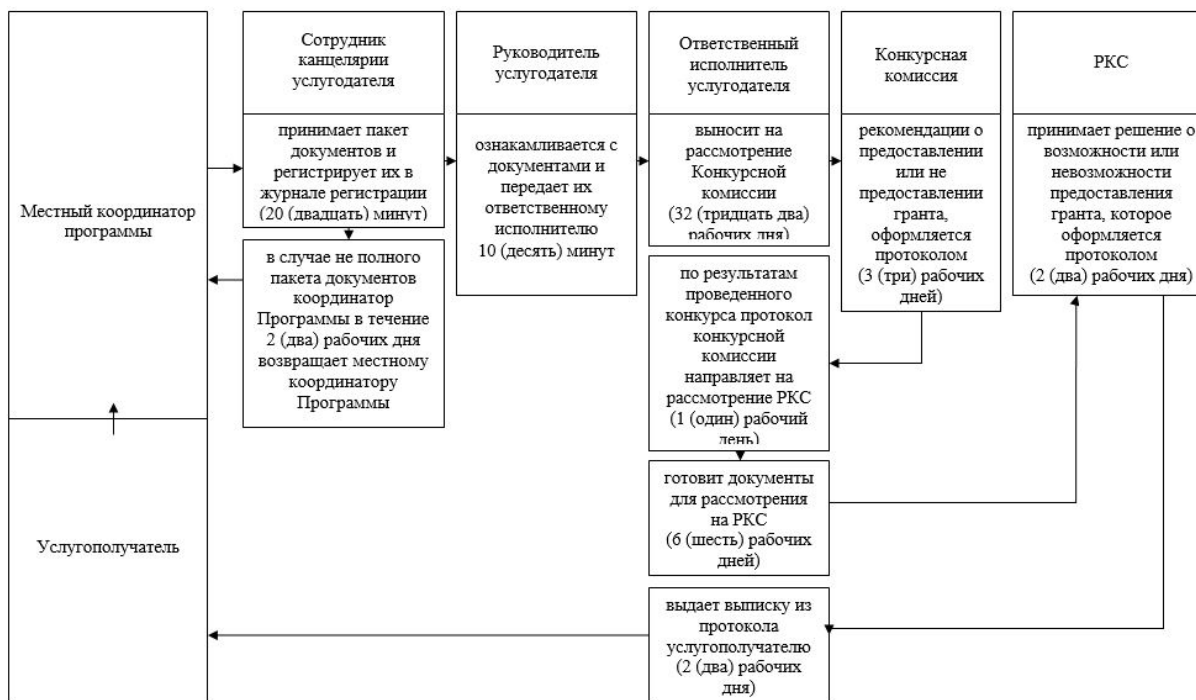 Местный координатор
программы
Услугополучатель
Сотрудник
канцелярии
услугодателя
принимает пакет
документов и
регистрирует их в
журнале регистрации
(20 (двадцать) минут)
в случае не полного
пакета документов
координатор
Программы в течение
2 (два) рабочих дня
возвращает местному
координатору
Программы
Руководитель
услугодателя
ознакамливается с
документами и
передает их
ответственному
исполнителю
10 (десять) минут
Ответственный
исполнитель
услугодателя
выносит на
рассмотрение
Конкурсной
комиссии
(32 (тридцать два)
рабочих дня)
по результатам
проведенного
конкурса протокол
конкурсной
комиссии
направляет на
рассмотрение РКС
(1 (один) рабочий
день)
готовит документы
для рассмотрения
на РКС
(6 (шесть) рабочих
дней)
выдает выписку из
протокола
услугополучателю
(2 (два) рабочих
дня)
Конкурсная
комиссия
рекомендации о
предоставлении
или не
предоставлении
гранта,
оформляется
протоколом
(3 (три) рабочих
дней)
РКС
принимает решение о
возможности или
невозможности
предоставления
гранта, которое
оформляется
протоколом
(2 (два) рабочих дня)